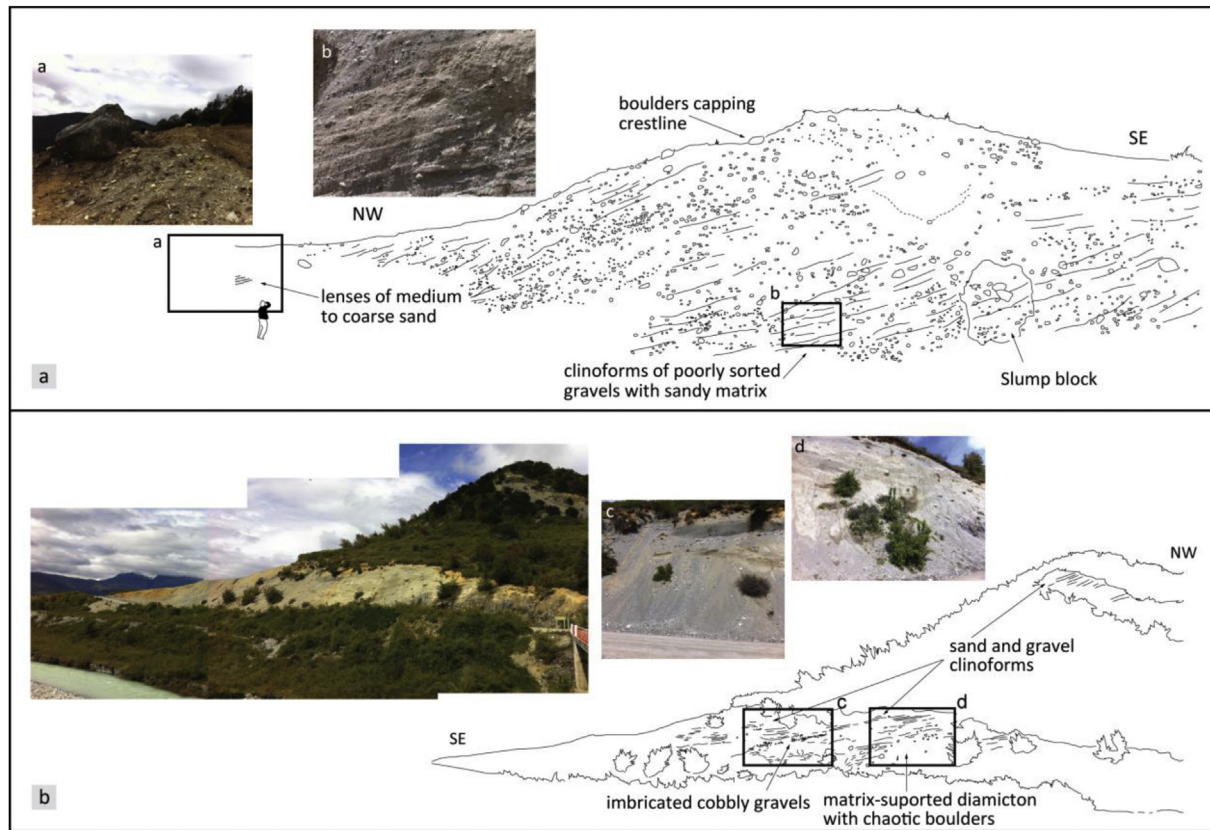 a
b
boulders capping
crestline
SE
NW
a
lenses of medium
to coarse sand
b
clinoforms of poorly sorted
gravels with sandy matrix
Slump block
a
d
c
NW
sand and gravel
clinoforms
c
d
SE
imbricated cobbly gravels
matrix-suported diamicton
with chaotic boulders
b